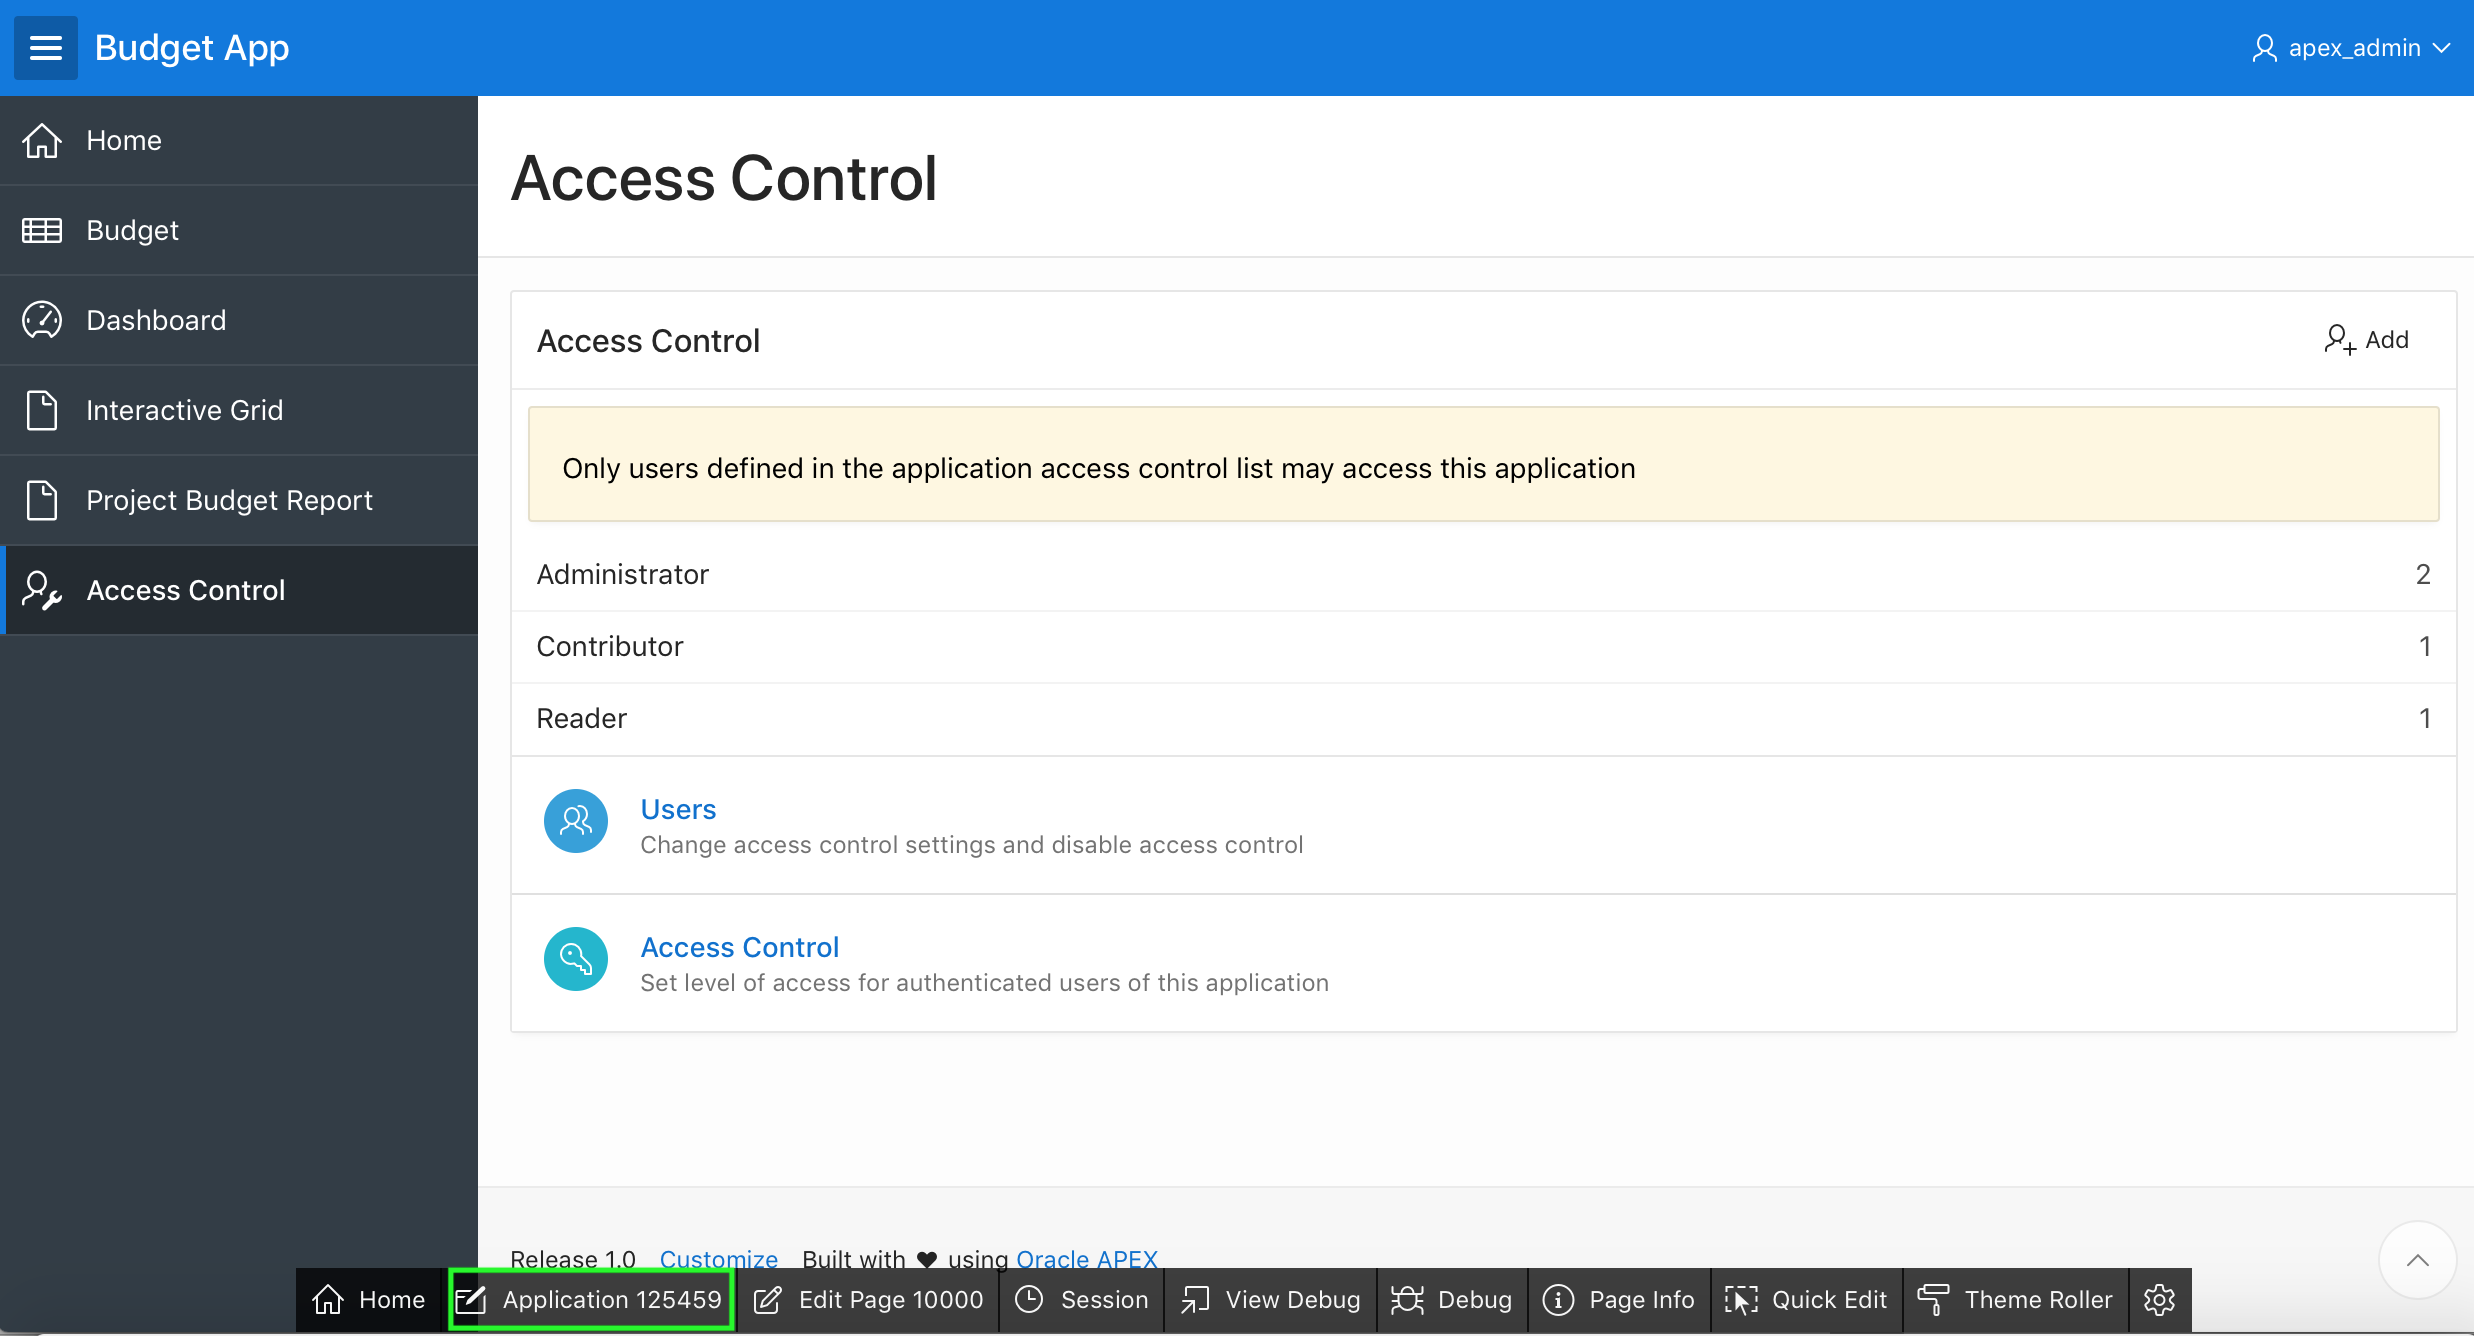 Budget App
apex_admin
Home
Budget
Dashboard
Interactive Grid
Project Budget Report
Access Control
Access Control
Access Control
Add
Only users defined in the application access control list may access this application
Administrator 2
Contributor 1
Reader 1
Users
Change access control settings and disable access control
Access Control
Set level of access for authenticated users of this application
Release 1.0 Customize Built with ♥ using Oracle APEX
Home Application 125459 Edit Page 10000 Session View Debug Debug Page Info Quick Edit Theme Roller